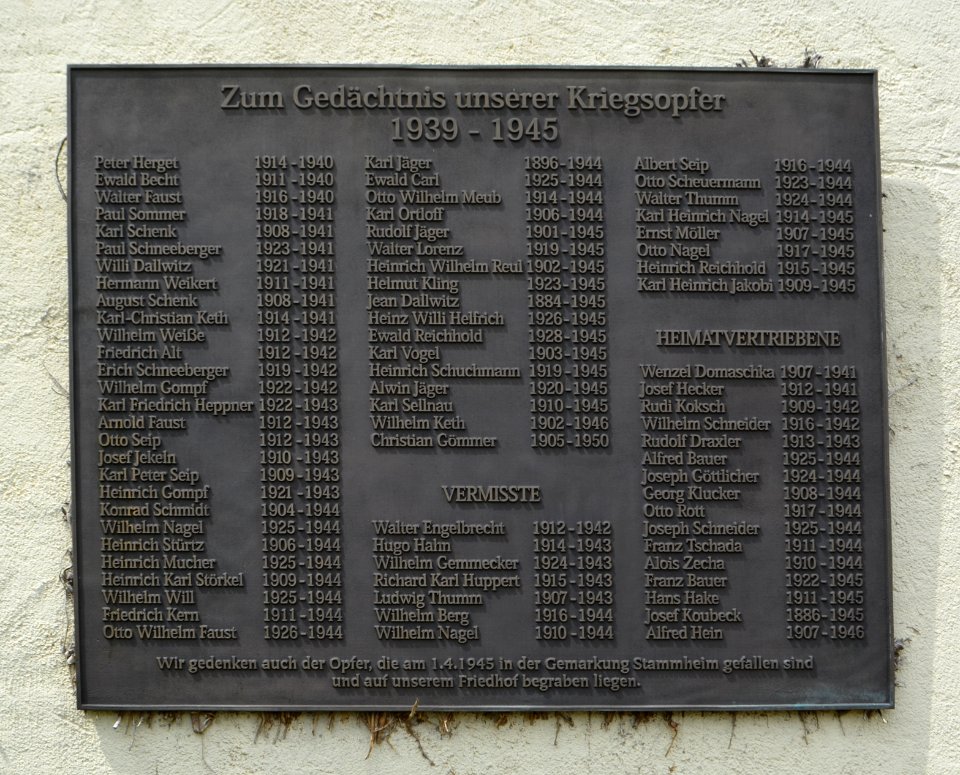 Zum Gedächtnis unserer Kriegsopfer
1939 - 1945
Peter Herget 1914 - 1940
Ewald Becht 1911 - 1940
Walter Faust 1916 - 1940
Paul Sommer 1918 - 1941
Karl Schenk 1908 - 1941
Paul Schneeberger 1923 - 1941
Willi Dallwitz 1921 - 1941
Hermann Weikert 1911 - 1941
August Schenk 1908 - 1941
Karl-Christian Keth 1914 - 1941
Wilhelm Weiße 1912 - 1942
Friedrich Alt 1912 - 1942
Erich Schneeberger 1919 - 1942
Wilhelm Gompf 1922 - 1942
Karl Friedrich Heppner 1922 - 1943
Arnold Faust 1912 - 1943
Otto Seip 1912 - 1943
Josef Jekeln 1910 - 1943
Karl Peter Seip 1909 - 1943
Heinrich Gompf 1921 - 1943
Konrad Schmidt 1904 - 1944
Wilhelm Nagel 1925 - 1944
Heinrich Stürtz 1906 - 1944
Heinrich Mucher 1925 - 1944
Heinrich Karl Störkel 1909 - 1944
Wilhelm Will 1925 - 1944
Friedrich Kern 1911 - 1944
Otto Wilhelm Faust 1926 - 1944
Karl Jäger 1896 - 1944
Ewald Carl 1925 - 1944
Otto Wilhelm Meub 1914 - 1944
Karl Ortloff 1906 - 1944
Rudolf Jäger 1901 - 1945
Walter Lorenz 1919 - 1945
Heinrich Wilhelm Reul 1902 - 1945
Helmut Kling 1923 - 1945
Jean Dallwitz 1884 - 1945
Heinz Willi Helfrich 1926 - 1945
Ewald Reichhold 1928 - 1945
Karl Vogel 1903 - 1945
Heinrich Schuchmann 1919 - 1945
Alwin Jäger 1920 - 1945
Karl Sellnau 1910 - 1945
Wilhelm Keth 1902 - 1946
Christian Gömmer 1905 - 1950
VERMISSTE
Walter Engelbrecht 1912 - 1942
Hugo Hahn 1914 - 1943
Wilhelm Gemmecker 1924 - 1943
Richard Karl Huppert 1915 - 1943
Ludwig Thumm 1907 - 1943
Wilhelm Berg 1916 - 1944
Wilhelm Nagel 1910 - 1944
Albert Seip 1916 - 1944
Otto Scheuermann 1923 - 1944
Walter Thumm 1924 - 1944
Karl Heinrich Nagel 1914 - 1945
Ernst Möller 1907 - 1945
Otto Nagel 1917 - 1945
Heinrich Reichhold 1915 - 1945
Karl Heinrich Jakobi 1909 - 1945
HEIMATVERTRIEBENE
Wenzel Domaschka 1907 - 1941
Josef Hecker 1912 - 1941
Rudi Koksch 1909 - 1942
Wilhelm Schneider 1916 - 1942
Rudolf Draxler 1913 - 1943
Alfred Bauer 1925 - 1944
Joseph Göttlicher 1924 - 1944
Georg Klucker 1908 - 1944
Otto Rott 1917 - 1944
Joseph Schneider 1925 - 1944
Franz Tschada 1911 - 1944
Alois Zecha 1910 - 1944
Franz Bauer 1922 - 1945
Hans Hake 1911 - 1945
Josef Koubeck 1886 - 1945
Alfred Hein 1907 - 1946
Wir gedenken auch der Opfer, die am 1.4.1945 in der Gemarkung Stammheim gefallen sind
und auf unserem Friedhof begraben liegen.